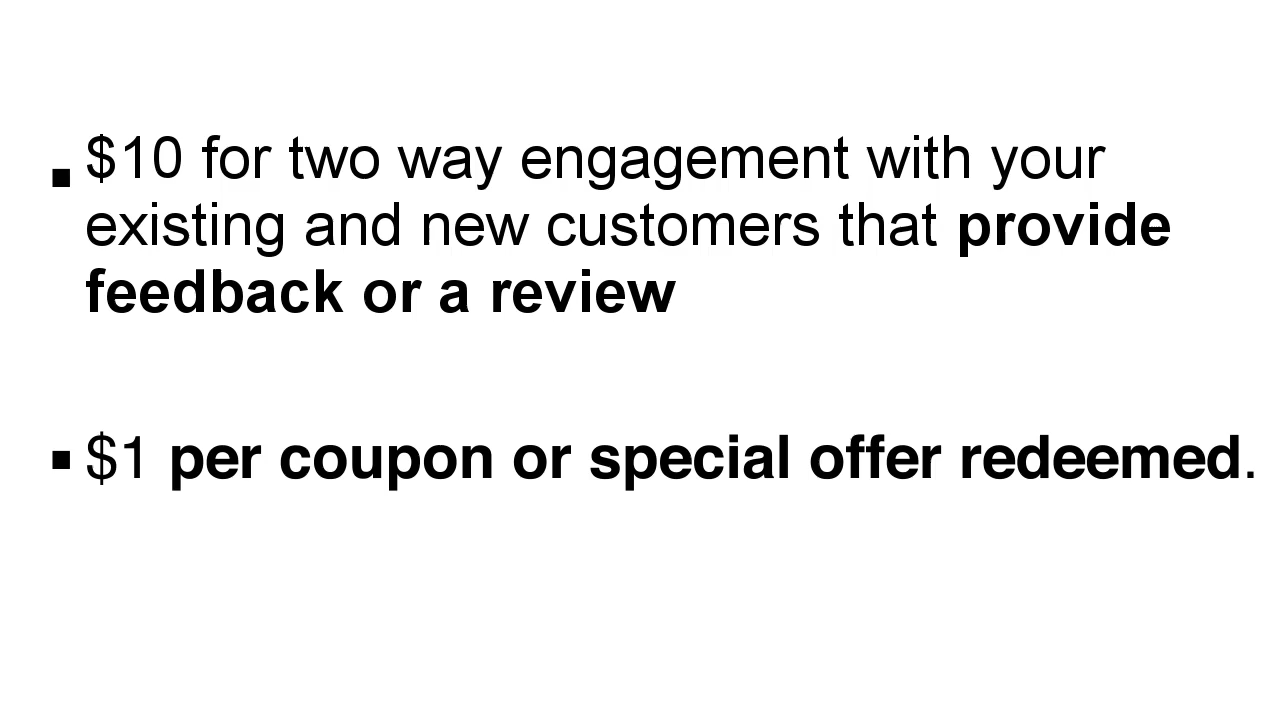 ▪ $10 for two way engagement with your
existing and new customers that provide
feedback or a review
▪ $1 per coupon or special offer redeemed.